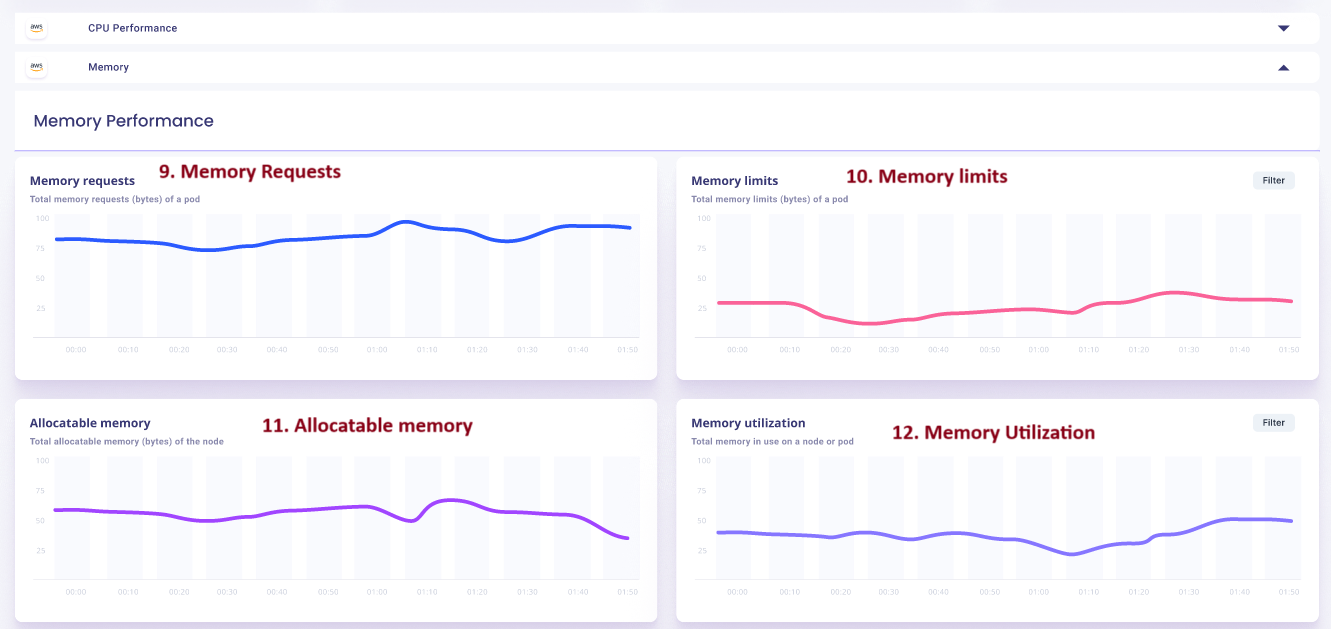 aws
CPU Performance
aws
Memory
Memory Performance
Memory requests
9. Memory Requests
Total memory requests (bytes) of a pod
100
75
50
25
00:00 00:10 00:20 00:30 00:40 00:50 01:00 01:10 01:20 01:30 01:40 01:50
Memory limits
10. Memory limits
Filter
Total memory limits (bytes) of a pod
100
75
50
25
00:00 00:10 00:20 00:30 00:40 00:50 01:00 01:10 01:20 01:30 01:40 01:50
Allocatable memory
11. Allocatable memory
Total allocatable memory (bytes) of the node
100
75
50
25
00:00 00:10 00:20 00:30 00:40 00:50 01:00 01:10 01:20 01:30 01:40 01:50
Memory utilization
12. Memory Utilization
Filter
Total memory in use on a node or pod
100
75
50
25
00:00 00:10 00:20 00:30 00:40 00:50 01:00 01:10 01:20 01:30 01:40 01:50